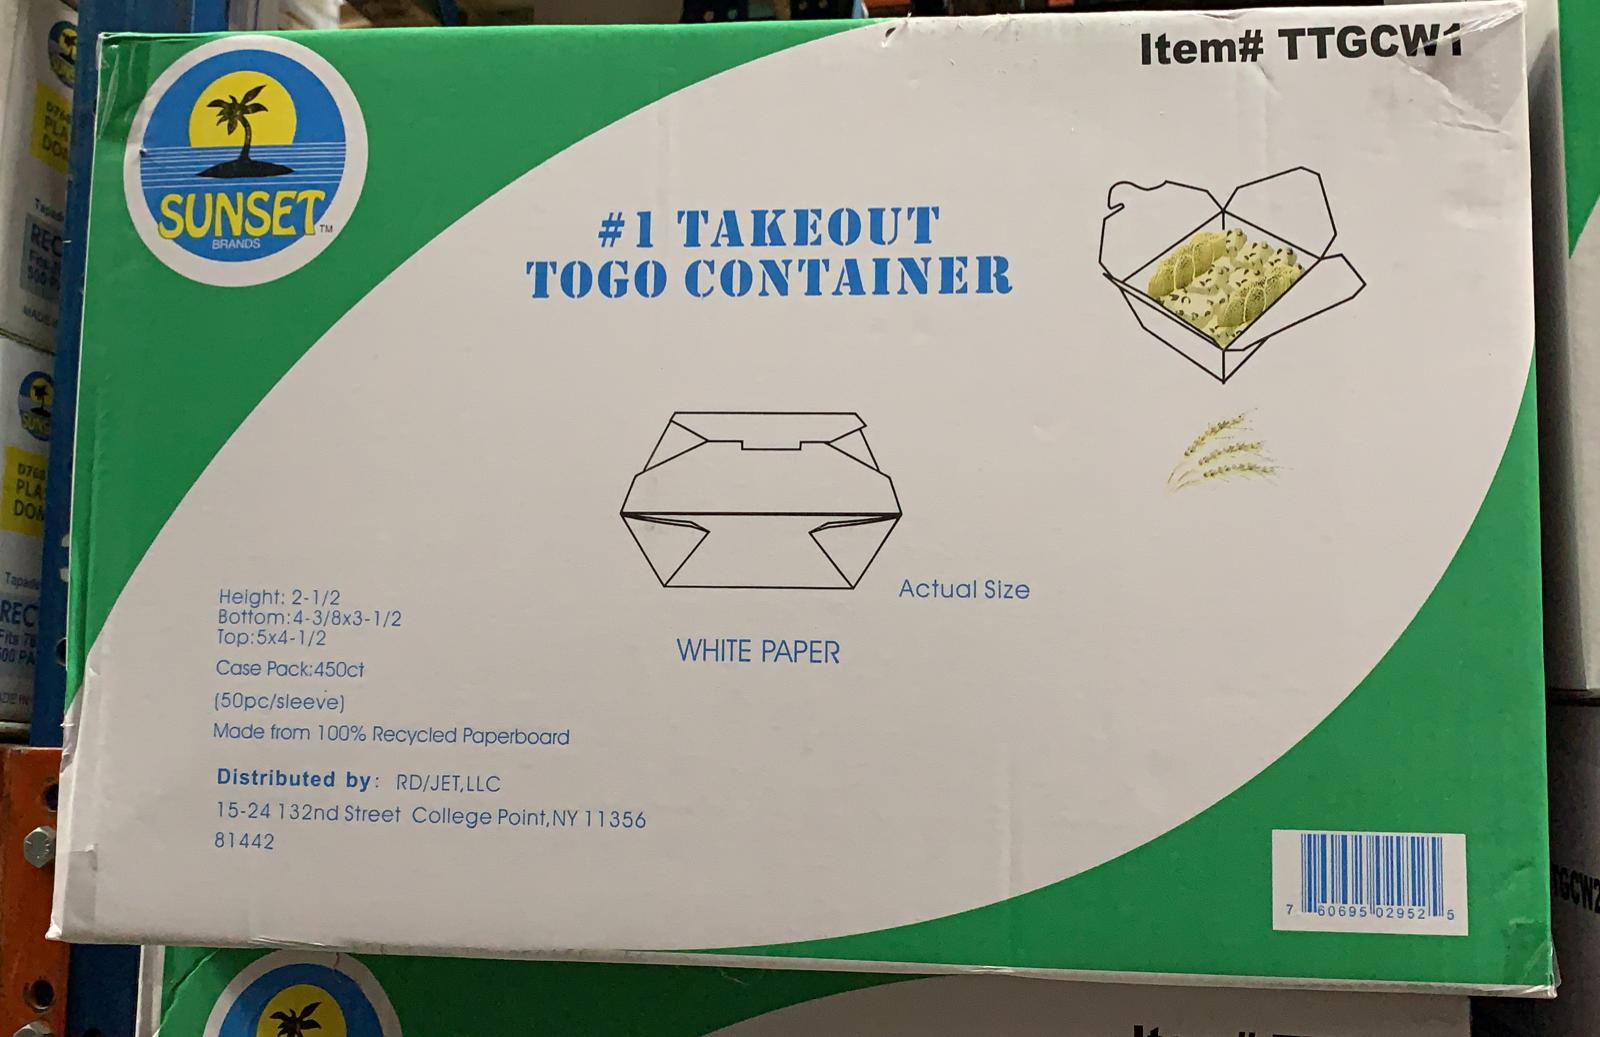 Item# TTGCW1
SUNSET™
BRANDS
#1 TAKEOUT
TOGO CONTAINER
Actual Size
WHITE PAPER
Height: 2-1/2
Bottom:4-3/8x3-1/2
Top:5x4-1/2
Case Pack:450ct
(50pc/sleeve)
Made from 100% Recycled Paperboard
Distributed by: RD/JET,LLC
15-24 132nd Street College Point,NY 11356
81442
7 60695 02952 5
Item#